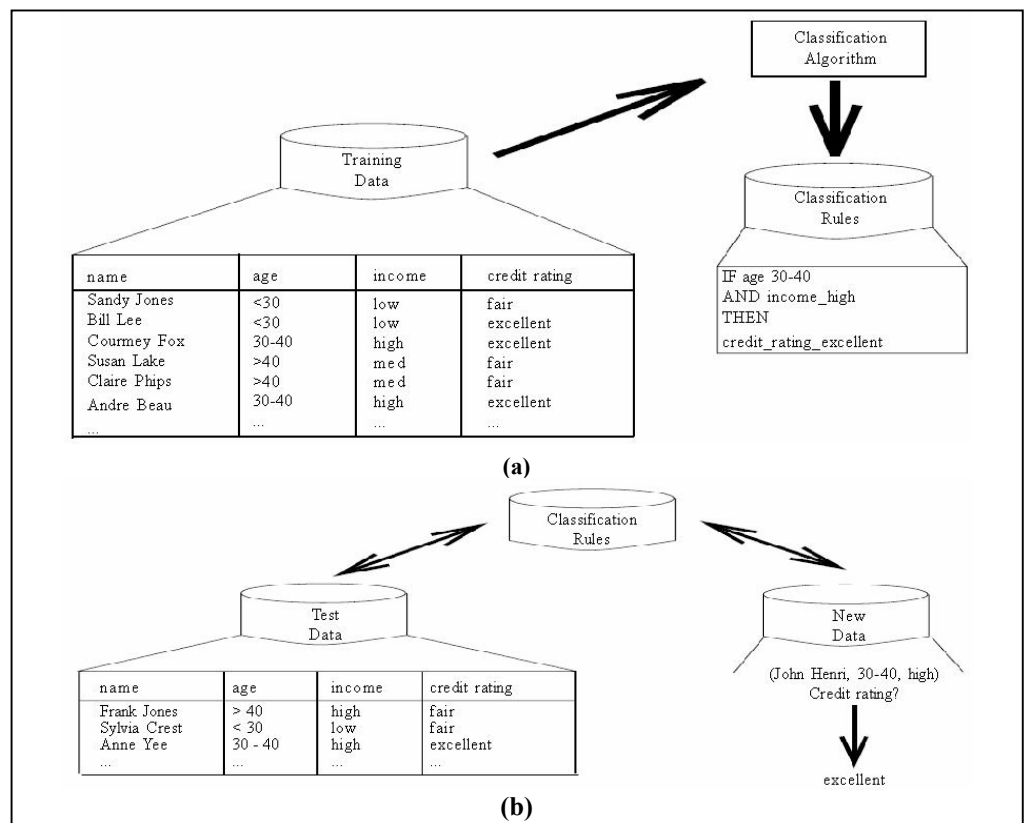 Classification
Algorithm
Training
Data
Classification
Rules
name age income credit rating
Sandy Jones <30 low fair
Bill Lee <30 low excellent
Courmey Fox 30-40 high excellent
Susan Lake >40 med fair
Claire Phips >40 med fair
Andre Beau 30-40 high excellent
... ... ... ...
IF age 30-40
AND income_high
THEN
credit_rating_excellent
(a)
Classification
Rules
Test
Data
name age income credit rating
Frank Jones > 40 high fair
Sylvia Crest < 30 low fair
Anne Yee 30 - 40 high excellent
... ... ... ...
New
Data
(John Henri, 30-40, high)
Credit rating?
excellent
(b)